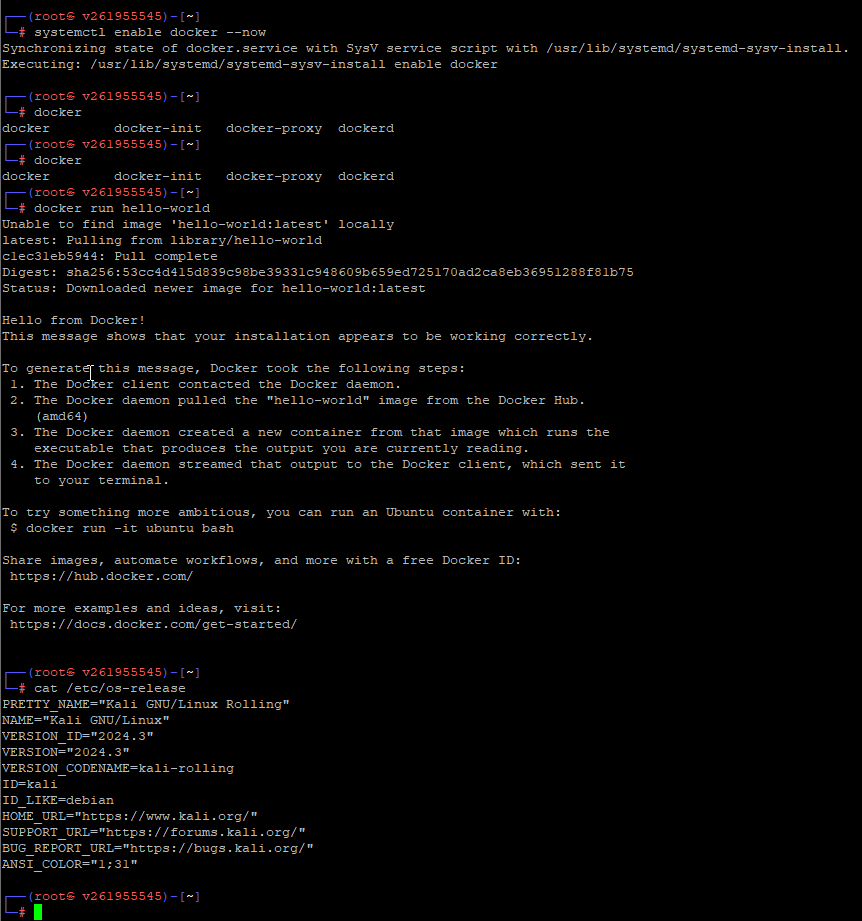 ┌──(root㉿ v261955545)-[~]
└─# systemctl enable docker --now
Synchronizing state of docker.service with SysV service script with /usr/lib/systemd/systemd-sysv-install.
Executing: /usr/lib/systemd/systemd-sysv-install enable docker

┌──(root㉿ v261955545)-[~]
└─# docker
docker        docker-init   docker-proxy  dockerd
┌──(root㉿ v261955545)-[~]
└─# docker
docker        docker-init   docker-proxy  dockerd
┌──(root㉿ v261955545)-[~]
└─# docker run hello-world
Unable to find image 'hello-world:latest' locally
latest: Pulling from library/hello-world
c1ec31eb5944: Pull complete
Digest: sha256:53cc4d415d839c98be39331c948609b659ed725170ad2ca8eb36951288f81b75
Status: Downloaded newer image for hello-world:latest

Hello from Docker!
This message shows that your installation appears to be working correctly.

To generate this message, Docker took the following steps:
 1. The Docker client contacted the Docker daemon.
 2. The Docker daemon pulled the "hello-world" image from the Docker Hub.
    (amd64)
 3. The Docker daemon created a new container from that image which runs the
    executable that produces the output you are currently reading.
 4. The Docker daemon streamed that output to the Docker client, which sent it
    to your terminal.

To try something more ambitious, you can run an Ubuntu container with:
 $ docker run -it ubuntu bash

Share images, automate workflows, and more with a free Docker ID:
 https://hub.docker.com/

For more examples and ideas, visit:
 https://docs.docker.com/get-started/

┌──(root㉿ v261955545)-[~]
└─# cat /etc/os-release
PRETTY_NAME="Kali GNU/Linux Rolling"
NAME="Kali GNU/Linux"
VERSION_ID="2024.3"
VERSION="2024.3"
VERSION_CODENAME=kali-rolling
ID=kali
ID_LIKE=debian
HOME_URL="https://www.kali.org/"
SUPPORT_URL="https://forums.kali.org/"
BUG_REPORT_URL="https://bugs.kali.org/"
ANSI_COLOR="1;31"

┌──(root㉿ v261955545)-[~]
└─#